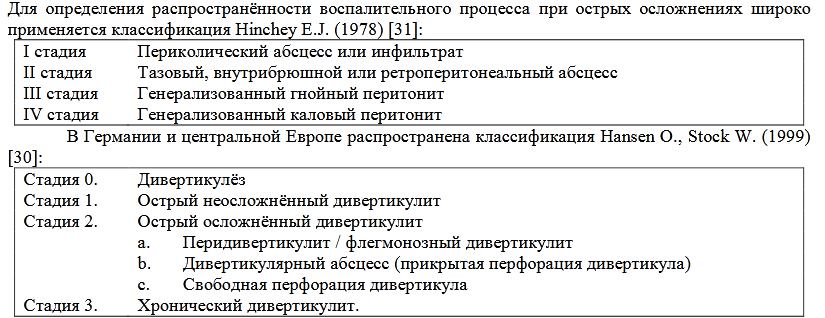 Для определения распространённости воспалительного процесса при острых осложнениях широко
применяется классификация Hinchey E.J. (1978) [31]:
I стадия Периколический абсцесс или инфильтрат
II стадия Тазовый, внутрибрюшной или ретроперитонеальный абсцесс
III стадия Генерализованный гнойный перитонит
IV стадия Генерализованный каловый перитонит
В Германии и центральной Европе распространена классификация Hansen O., Stock W. (1999)
[30]:
Стадия 0. Дивертикулёз
Стадия 1. Острый неосложнённый дивертикулит
Стадия 2. Острый осложнённый дивертикулит
a. Перидивертикулит / флегмонозный дивертикулит
b. Дивертикулярный абсцесс (прикрытая перфорация дивертикула)
c. Свободная перфорация дивертикула
Стадия 3. Хронический дивертикулит.